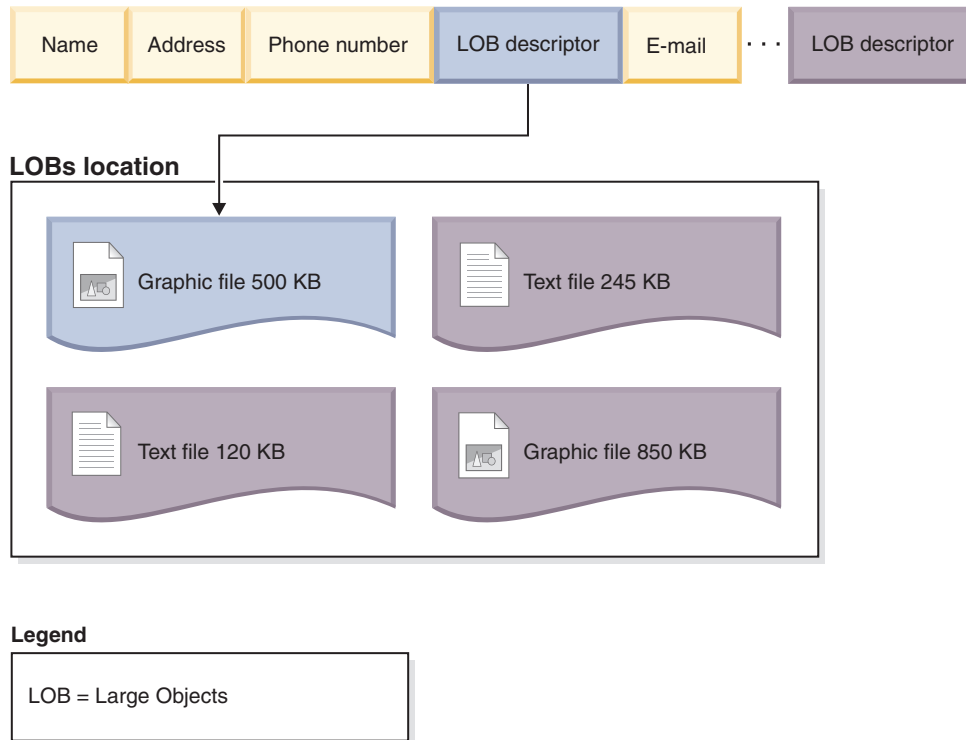 Name Address Phone number LOB descriptor E-mail ... LOB descriptor
LOBs location
Graphic file 500 KB Text file 245 KB
Text file 120 KB Graphic file 850 KB
Legend
LOB = Large Objects